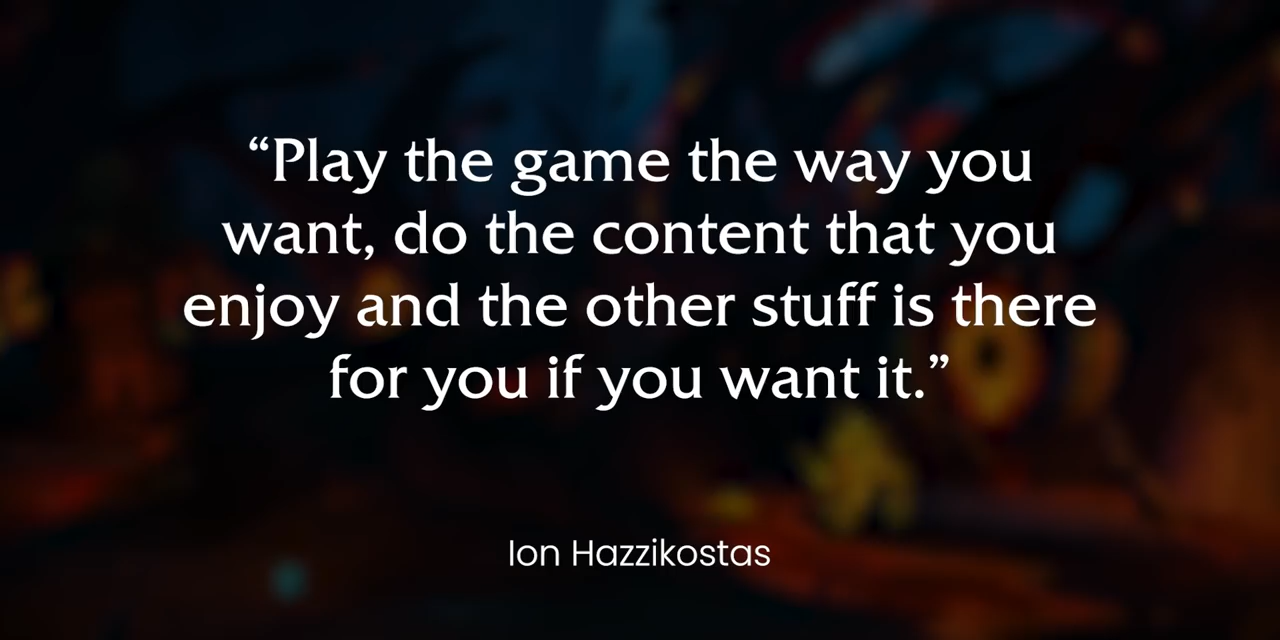 “Play the game the way you
want, do the content that you
enjoy and the other stuff is there
for you if you want it.”
Ion Hazzikostas